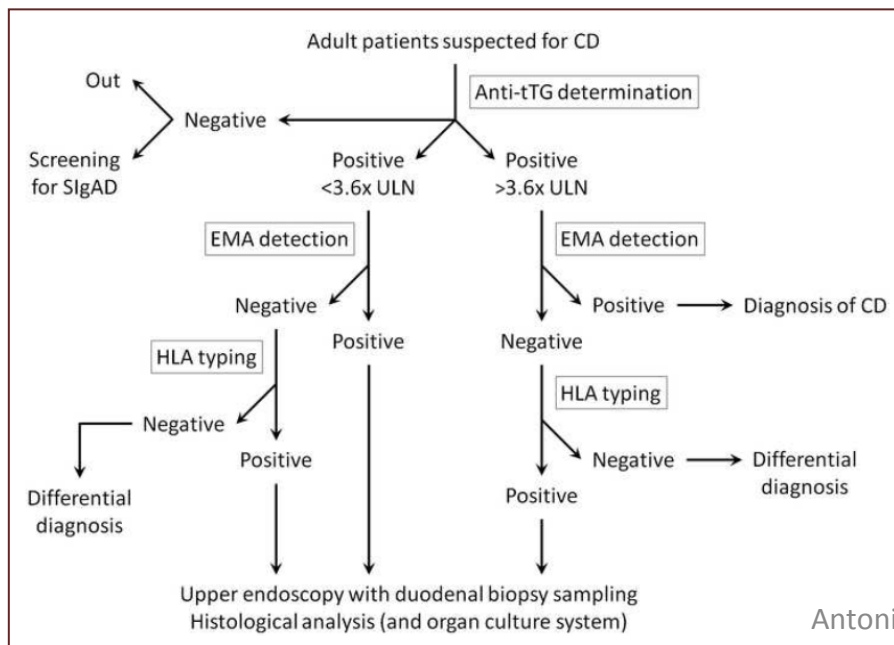 Adult patients suspected for CD
Anti-tTG determination
Out
Negative
Screening
for SIgAD
Positive
<3.6x ULN
Positive
>3.6x ULN
EMA detection
EMA detection
Negative
Positive
Positive
Diagnosis of CD
Negative
HLA typing
HLA typing
Negative
Positive
Negative
Differential
diagnosis
Positive
Differential
diagnosis
Upper endoscopy with duodenal biopsy sampling
Histological analysis (and organ culture system)
Antoni